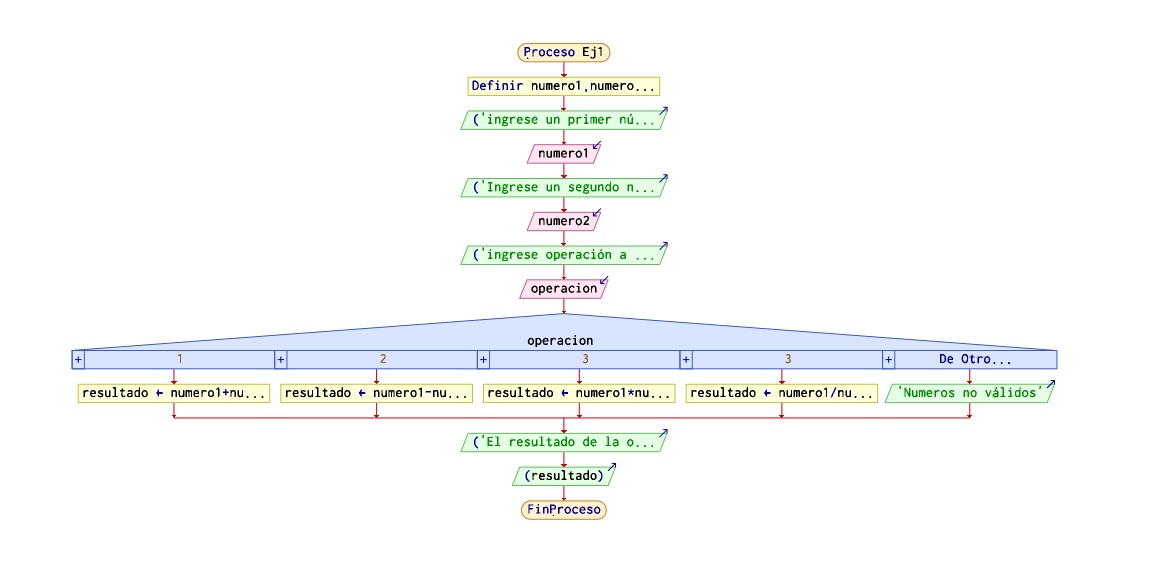 Proceso Ej1
Definir numero1,numero...
('ingrese un primer nú...
numero1
('Ingrese un segundo n...
numero2
('ingrese operación a ...
operacion
operacion
+ 1 + 2 + 3 + 3 + De Otro...
resultado ← numero1+nu... resultado ← numero1-nu... resultado ← numero1*nu... resultado ← numero1/nu... 'Numeros no válidos'
('El resultado de la o...
(resultado)
FinProceso